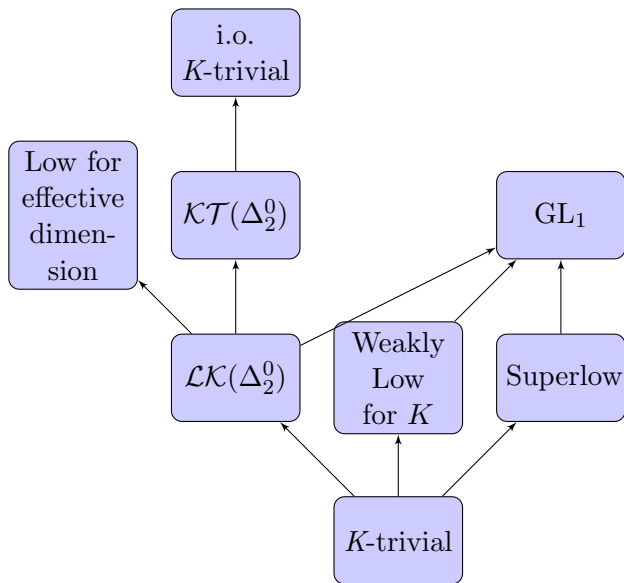 i.o.
K-trivial
Low for
effective
dimen-
sion
𝒦𝒯(Δ⁰₂)
GL₁
ℒ𝒦(Δ⁰₂)
Weakly
Low
for K
Superlow
K-trivial